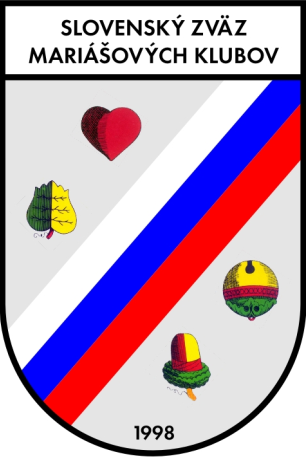 SLOVENSKÝ ZVÄZ
MARIÁŠOVÝCH KLUBOV
1998